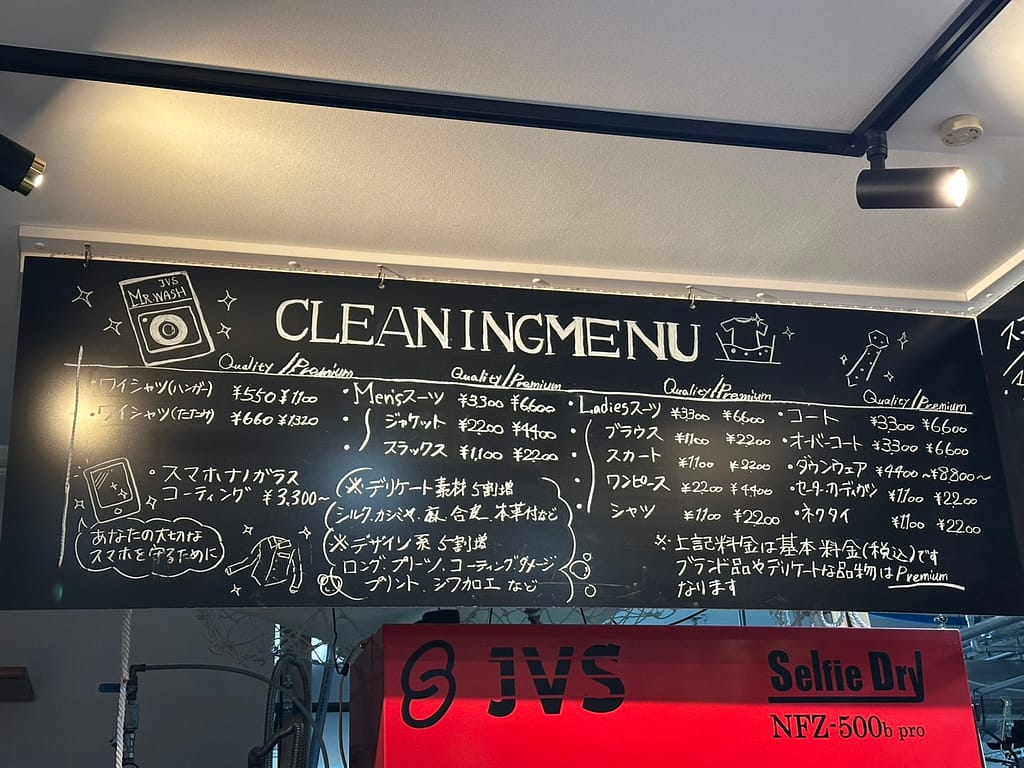 JVS
MR WASH
CLEANING MENU
Quality/Premium
・ワイシャツ(ハンガー) ¥550 ¥1100
・ワイシャツ(たたみ) ¥660 ¥1320
・スマホナノガラス
コーティング ¥3,300~
あなたの大切な
スマホを守るために
Quality/Premium
・Men'sスーツ ¥3300 ¥6600
・ジャケット ¥2200 ¥4400
・スラックス ¥1,100 ¥2200
※デリケート素材 5割増
シルク、カシミヤ、麻、合皮、本革付など
※デザイン系 5割増
ロング、プリーツ、コーティング、ダメージ
プリント、シワ加工 など
Quality/Premium
・Ladiesスーツ ¥3300 ¥6600
・ブラウス ¥1100 ¥2200
・スカート ¥1100 ¥2200
・ワンピース ¥2200 ¥4400
・シャツ ¥1100 ¥2200
Quality/Premium
・コート ¥3300 ¥6600
・オーバーコート ¥3300 ¥6600
・ダウンウェア ¥4400~¥8800~
・セーター・カーディガン ¥1100 ¥2200
・ネクタイ ¥1100 ¥2200
※上記料金は基本料金(税込)です
ブランド品やデリケートな品物はPremium
なります
JVS
Selfie Dry
NFZ-500b pro